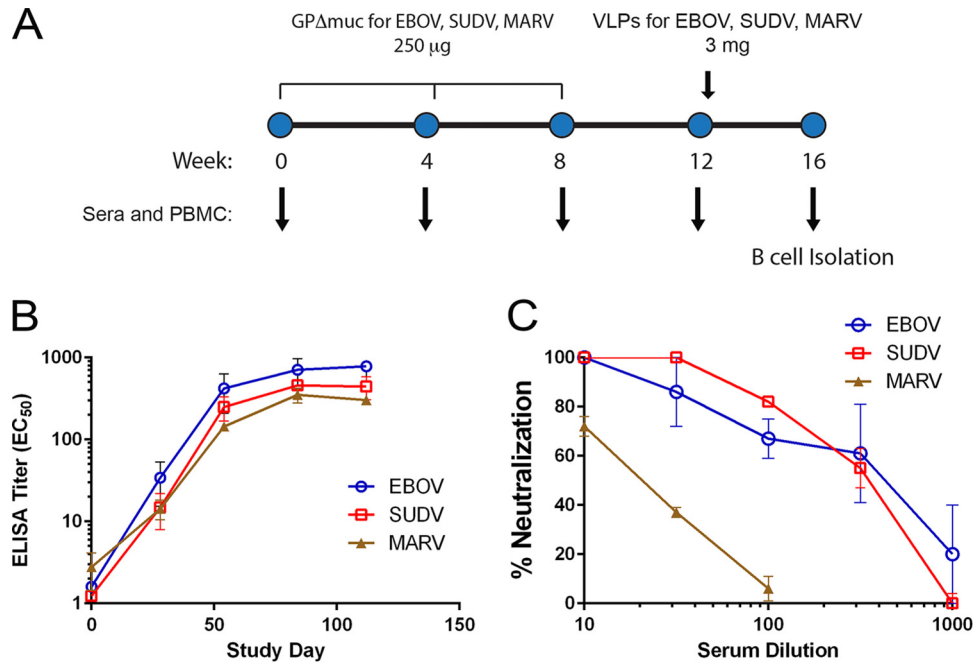 A
GPΔmuc for EBOV, SUDV, MARV
250 µg
VLPs for EBOV, SUDV, MARV
3 mg
Week:
0
4
8
12
16
Sera and PBMC:
B cell Isolation
B
1000
100
10
1
ELISA Titer (EC50)
0
50
100
150
Study Day
EBOV
SUDV
MARV
C
EBOV
SUDV
MARV
100
80
60
40
20
0
% Neutralization
10
100
1000
Serum Dilution